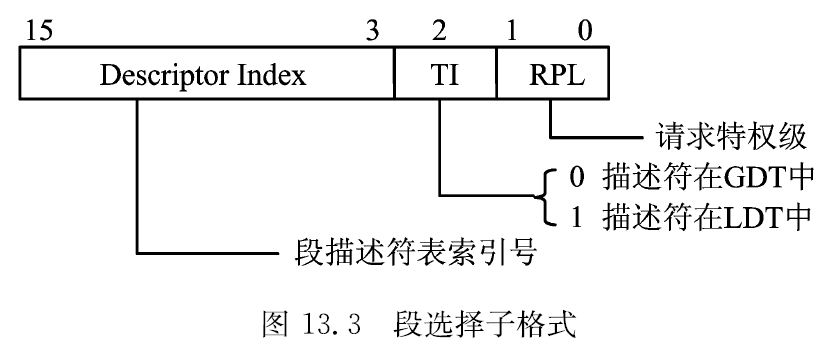 15 3 2 1 0
Descriptor Index TI RPL
请求特权级
0 描述符在GDT中
1 描述符在LDT中
段描述符表索引号
图 13.3 段选择子格式